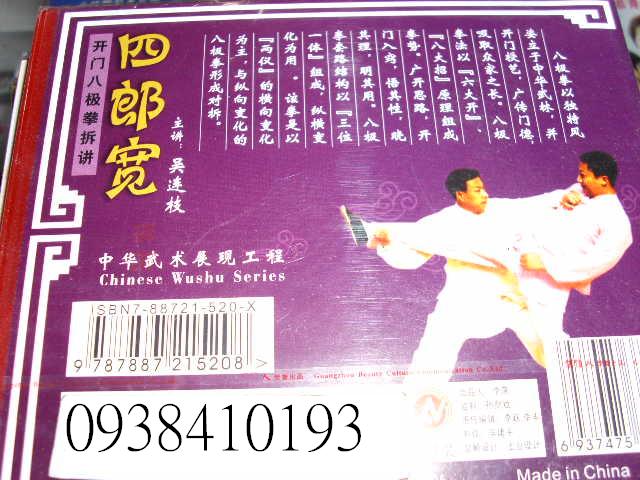 八极拳以独特风
姿立于中华武林，并
开门授艺，广传门德，
吸取众家之长。八极
拳法以『六大开』、
『八大招』原理组成
拳势。广开思路，开
门入窍，悟其性，晓
其理，明其用。八极
拳套路结构以『三位
一体』组成，纵横变
化为用。该拳是以
『两仪』的横向变化
为主，与纵向变化的
八极拳形成对拆。
主讲：吴连枝
四郎宽
开门八极拳拆讲
中华武术展现工程
Chinese Wushu Series
ISBN7-88721-520-X
9 787887 215208 >
Guangzhou Beauty Culture Communication Co.Ltd
0938410193
6 937475
Made in China